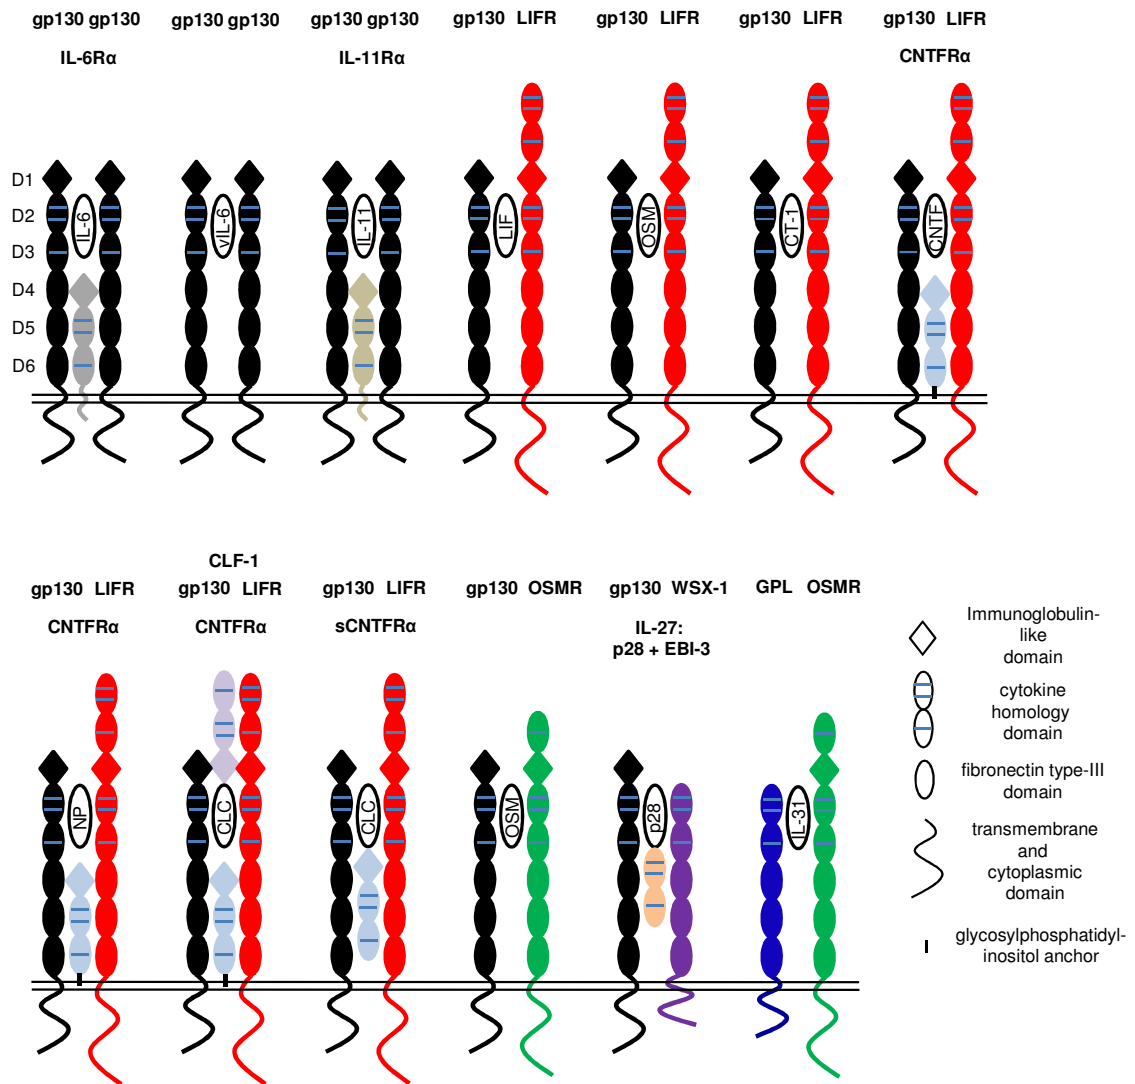 gp130 gp130
gp130 gp130
gp130 gp130
gp130 LIFR
gp130 LIFR
gp130 LIFR
gp130 LIFR
IL-6Rα
IL-11Rα
CNTFRα
D1
D2
D3
D4
D5
D6
IL-6
vIL-6
IL-11
LIF
OSM
CT-1
CNTF
CLF-1
gp130 LIFR
gp130 LIFR
gp130 LIFR
gp130 OSMR
gp130 WSX-1
GPL OSMR
CNTFRα
CNTFRα
sCNTFRα
IL-27:
p28 + EBI-3
NP
CLC
CLC
OSM
p28
IL-31
Immunoglobulin-
like
domain
cytokine
homology
domain
fibronectin type-III
domain
transmembrane
and
cytoplasmic
domain
glycosylphosphatidyl-
inositol anchor